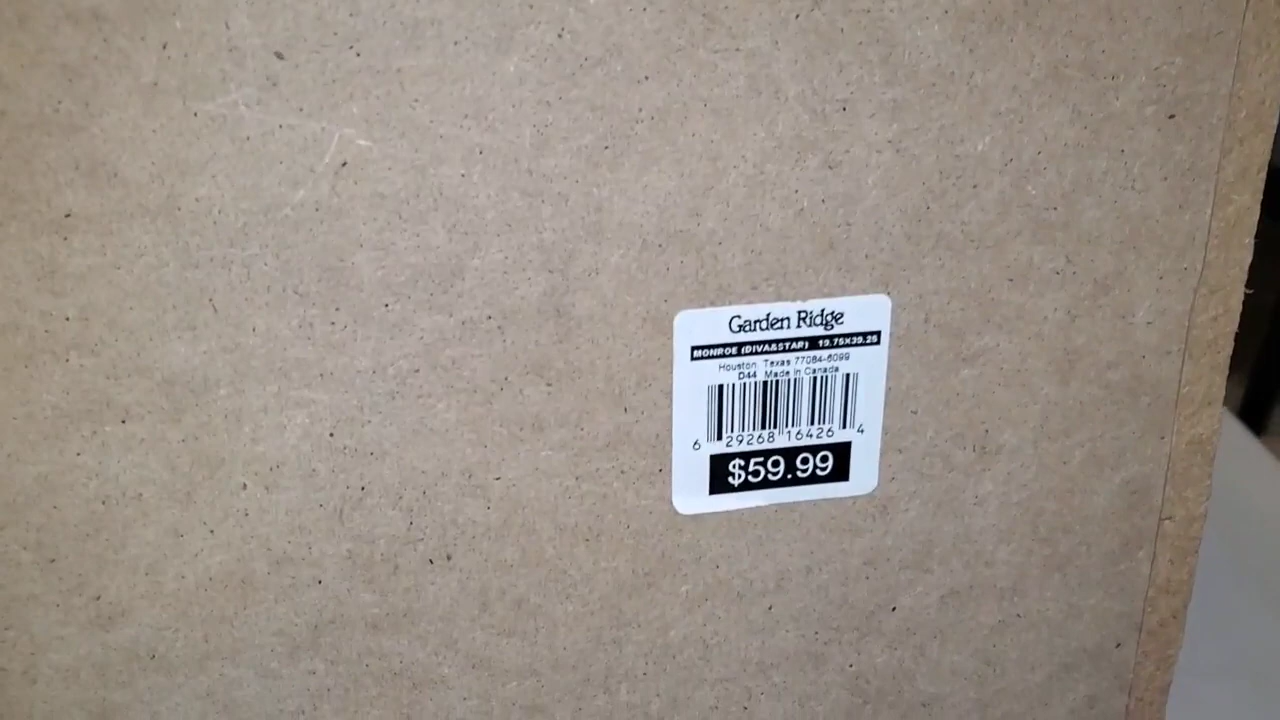 Garden Ridge
MONROE (DIVA&STAR) 19.75X39.25
Houston, Texas 77084-6099
D44 Made in Canada
6 29268 16426 4
$59.99